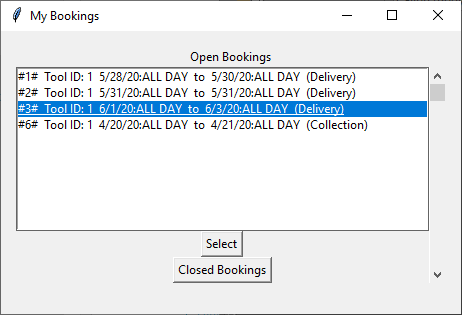 My Bookings
Open Bookings
#1# Tool ID: 1 5/28/20:ALL DAY to 5/30/20:ALL DAY (Delivery)
#2# Tool ID: 1 5/31/20:ALL DAY to 5/31/20:ALL DAY (Delivery)
#3# Tool ID: 1 6/1/20:ALL DAY to 6/3/20:ALL DAY (Delivery)
#6# Tool ID: 1 4/20/20:ALL DAY to 4/21/20:ALL DAY (Collection)
Select
Closed Bookings